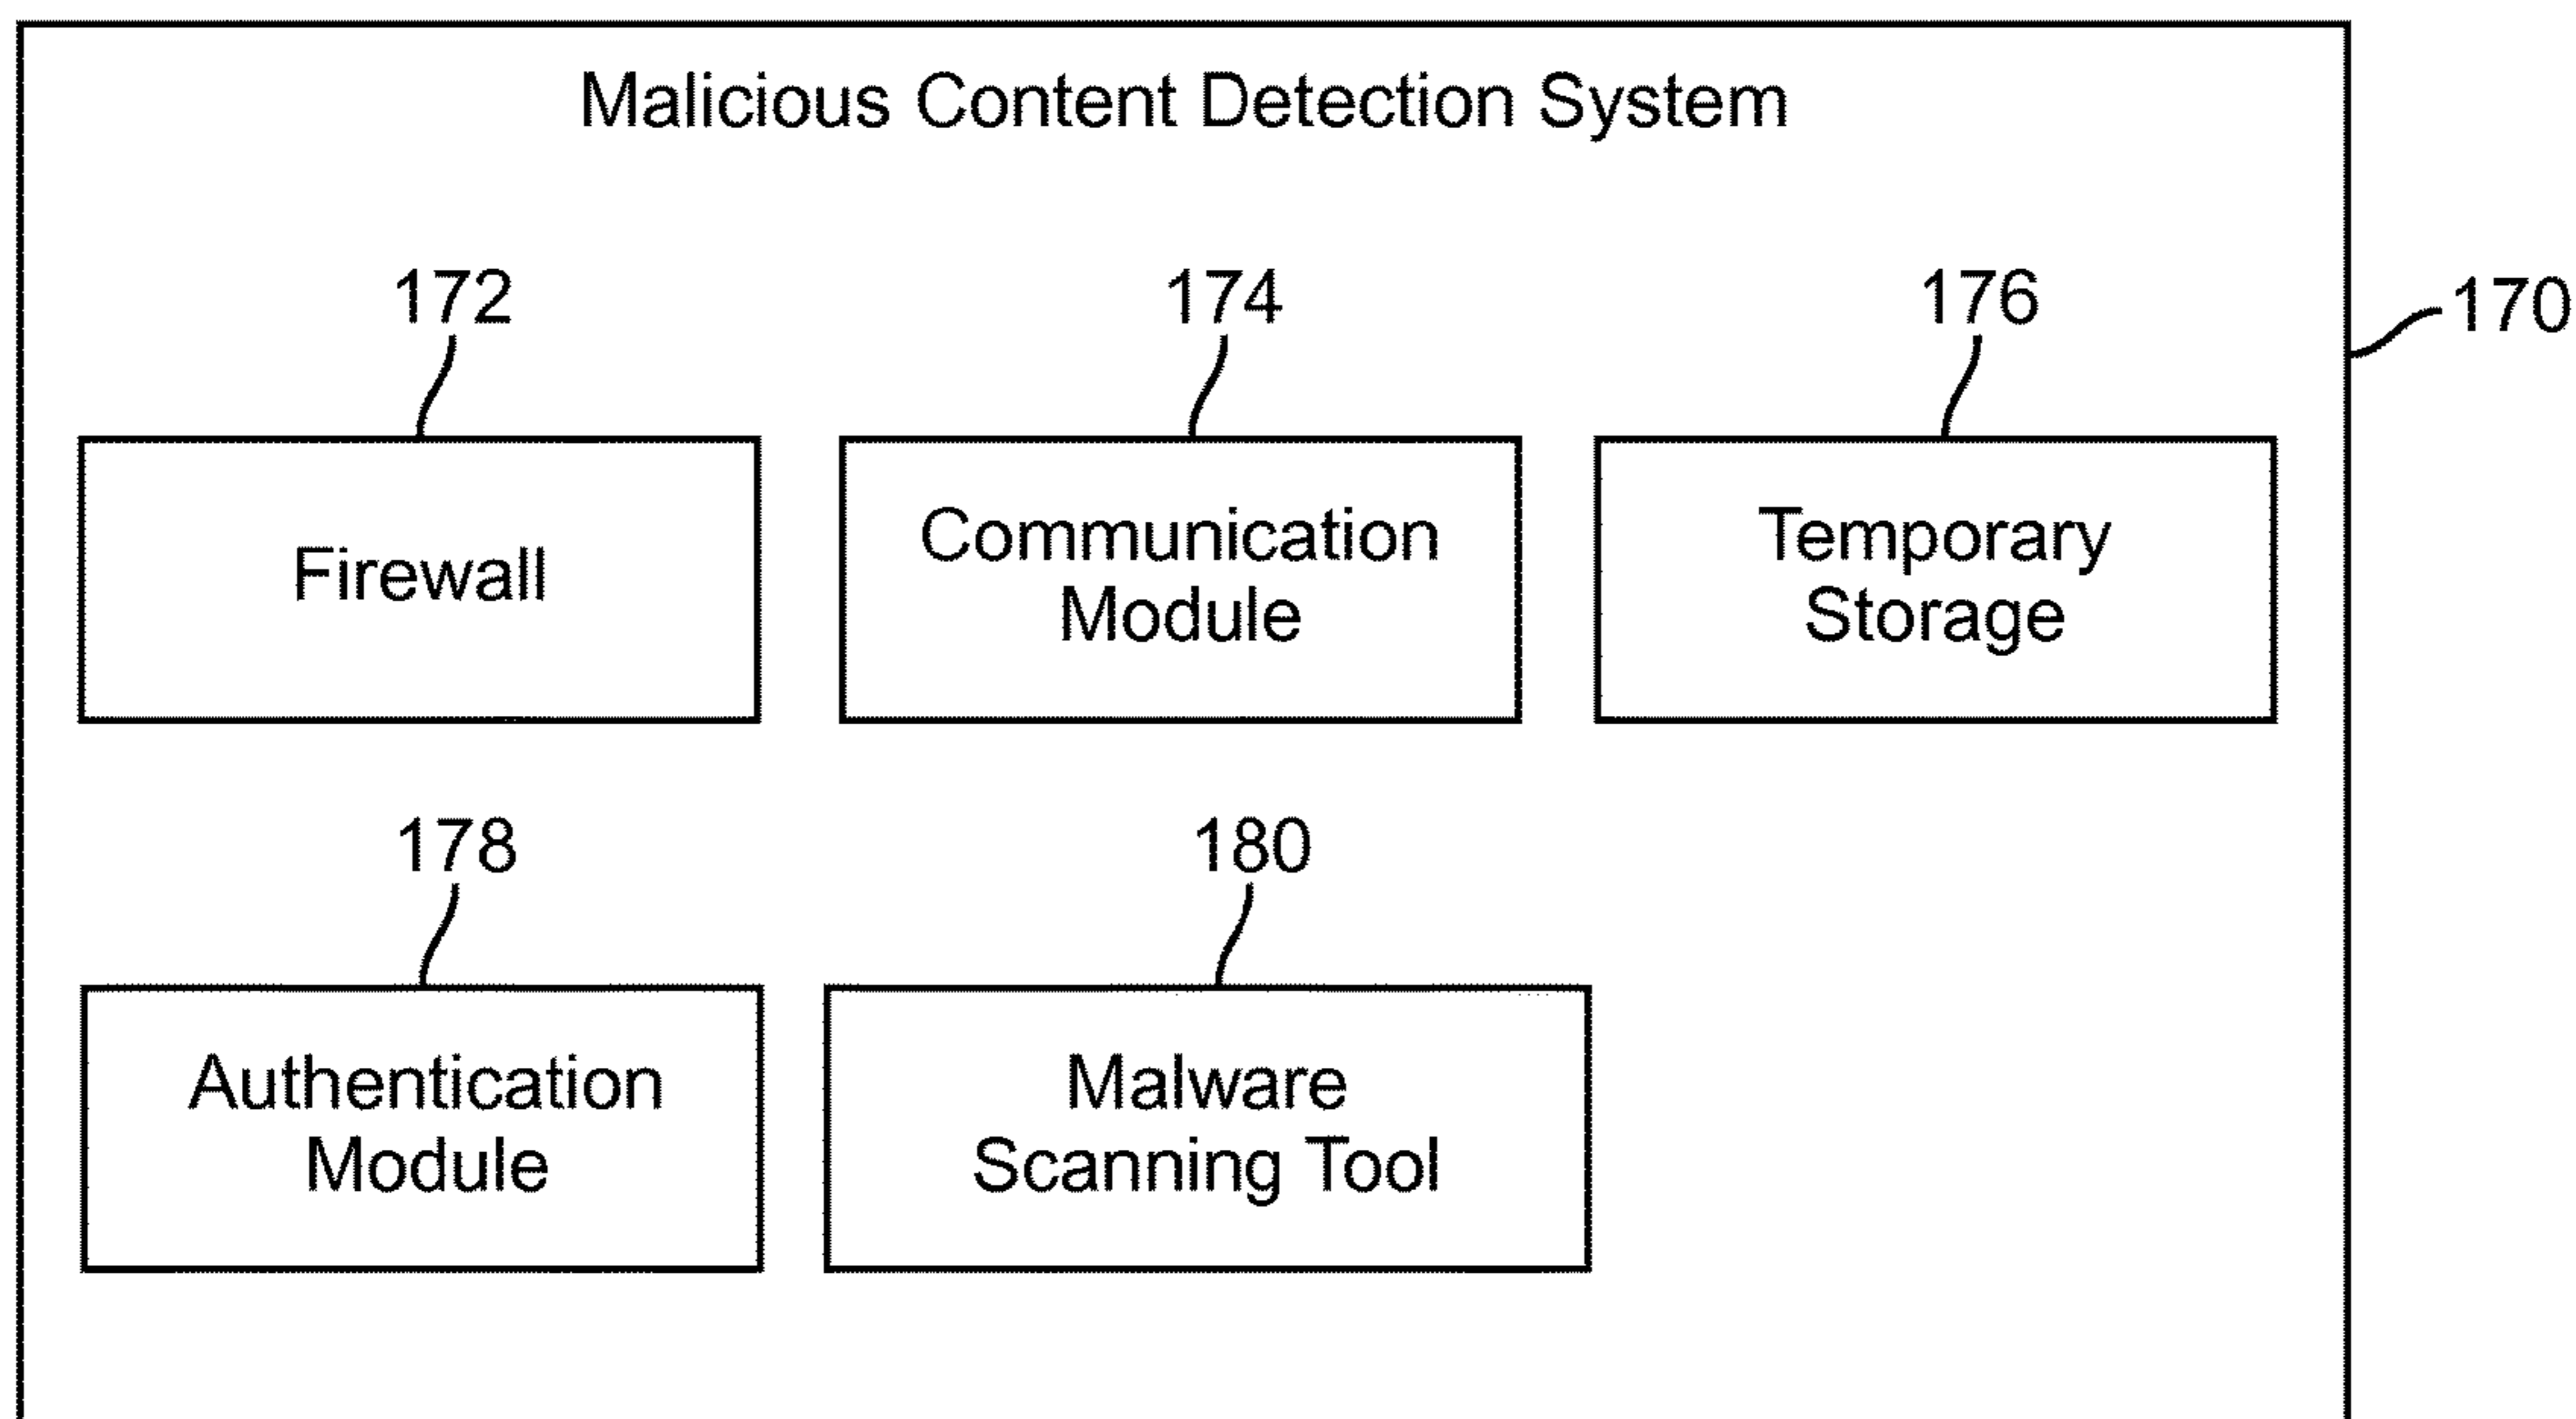 Malicious Content Detection System
172
174
176
170
Firewall
Communication
Module
Temporary
Storage
178
180
Authentication
Module
Malware
Scanning Tool